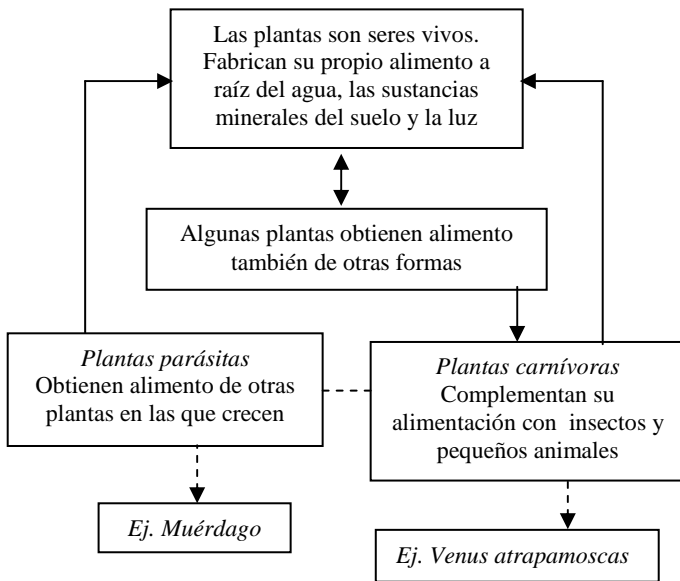 Las plantas son seres vivos.
Fabrican su propio alimento a
raíz del agua, las sustancias
minerales del suelo y la luz
Algunas plantas obtienen alimento
también de otras formas
Plantas parásitas
Obtienen alimento de otras
plantas en las que crecen
Plantas carnívoras
Complementan su
alimentación con insectos y
pequeños animales
Ej. Muérdago
Ej. Venus atrapamoscas